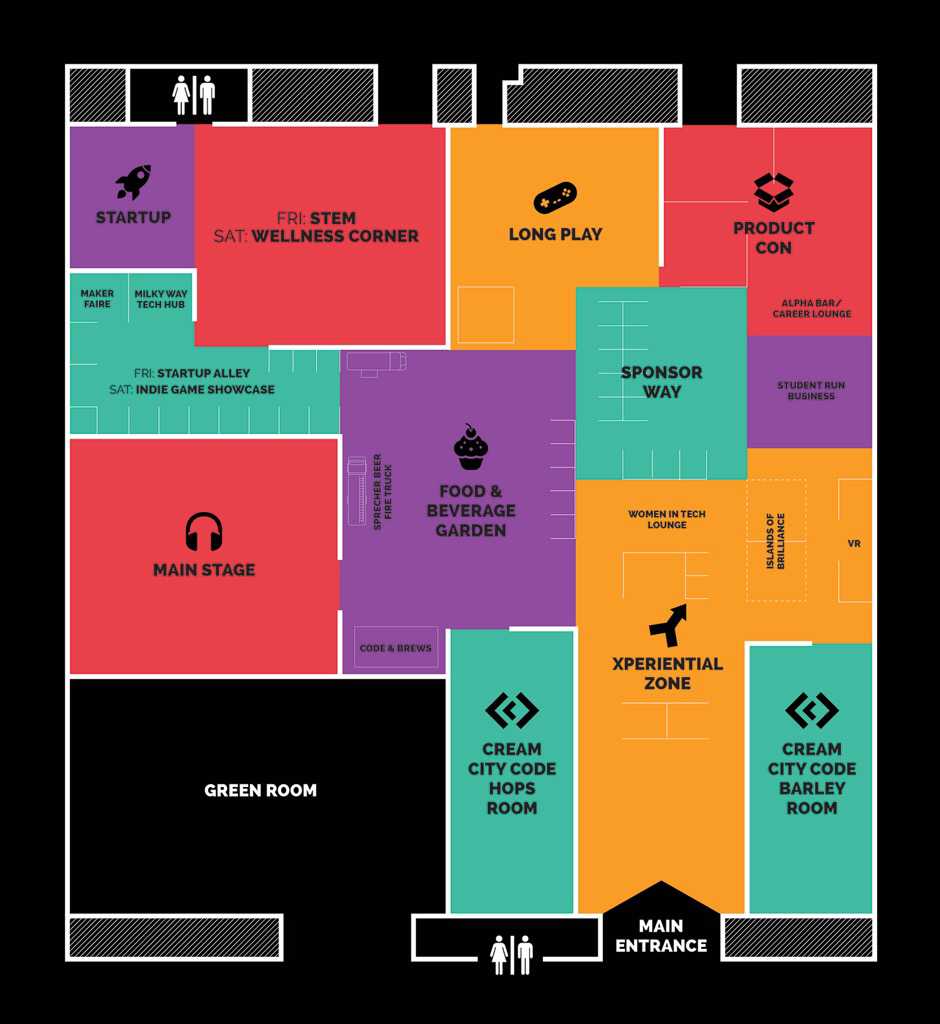 STARTUP
FRI: STEM
SAT: WELLNESS CORNER
LONG PLAY
PRODUCT
CON
MAKER
FAIRE
MILKY WAY
TECH HUB
ALPHA BAR/
CAREER LOUNGE
FRI: STARTUP ALLEY
SAT: INDIE GAME SHOWCASE
SPONSOR
WAY
STUDENT RUN
BUSINESS
SPRECHER BEER
FIRE TRUCK
FOOD &
BEVERAGE
GARDEN
WOMEN IN TECH
LOUNGE
ISLANDS OF
BRILLIANCE
VR
MAIN STAGE
CODE & BREWS
XPERIENTIAL
ZONE
GREEN ROOM
CREAM
CITY CODE
HOPS
ROOM
CREAM
CITY CODE
BARLEY
ROOM
MAIN
ENTRANCE